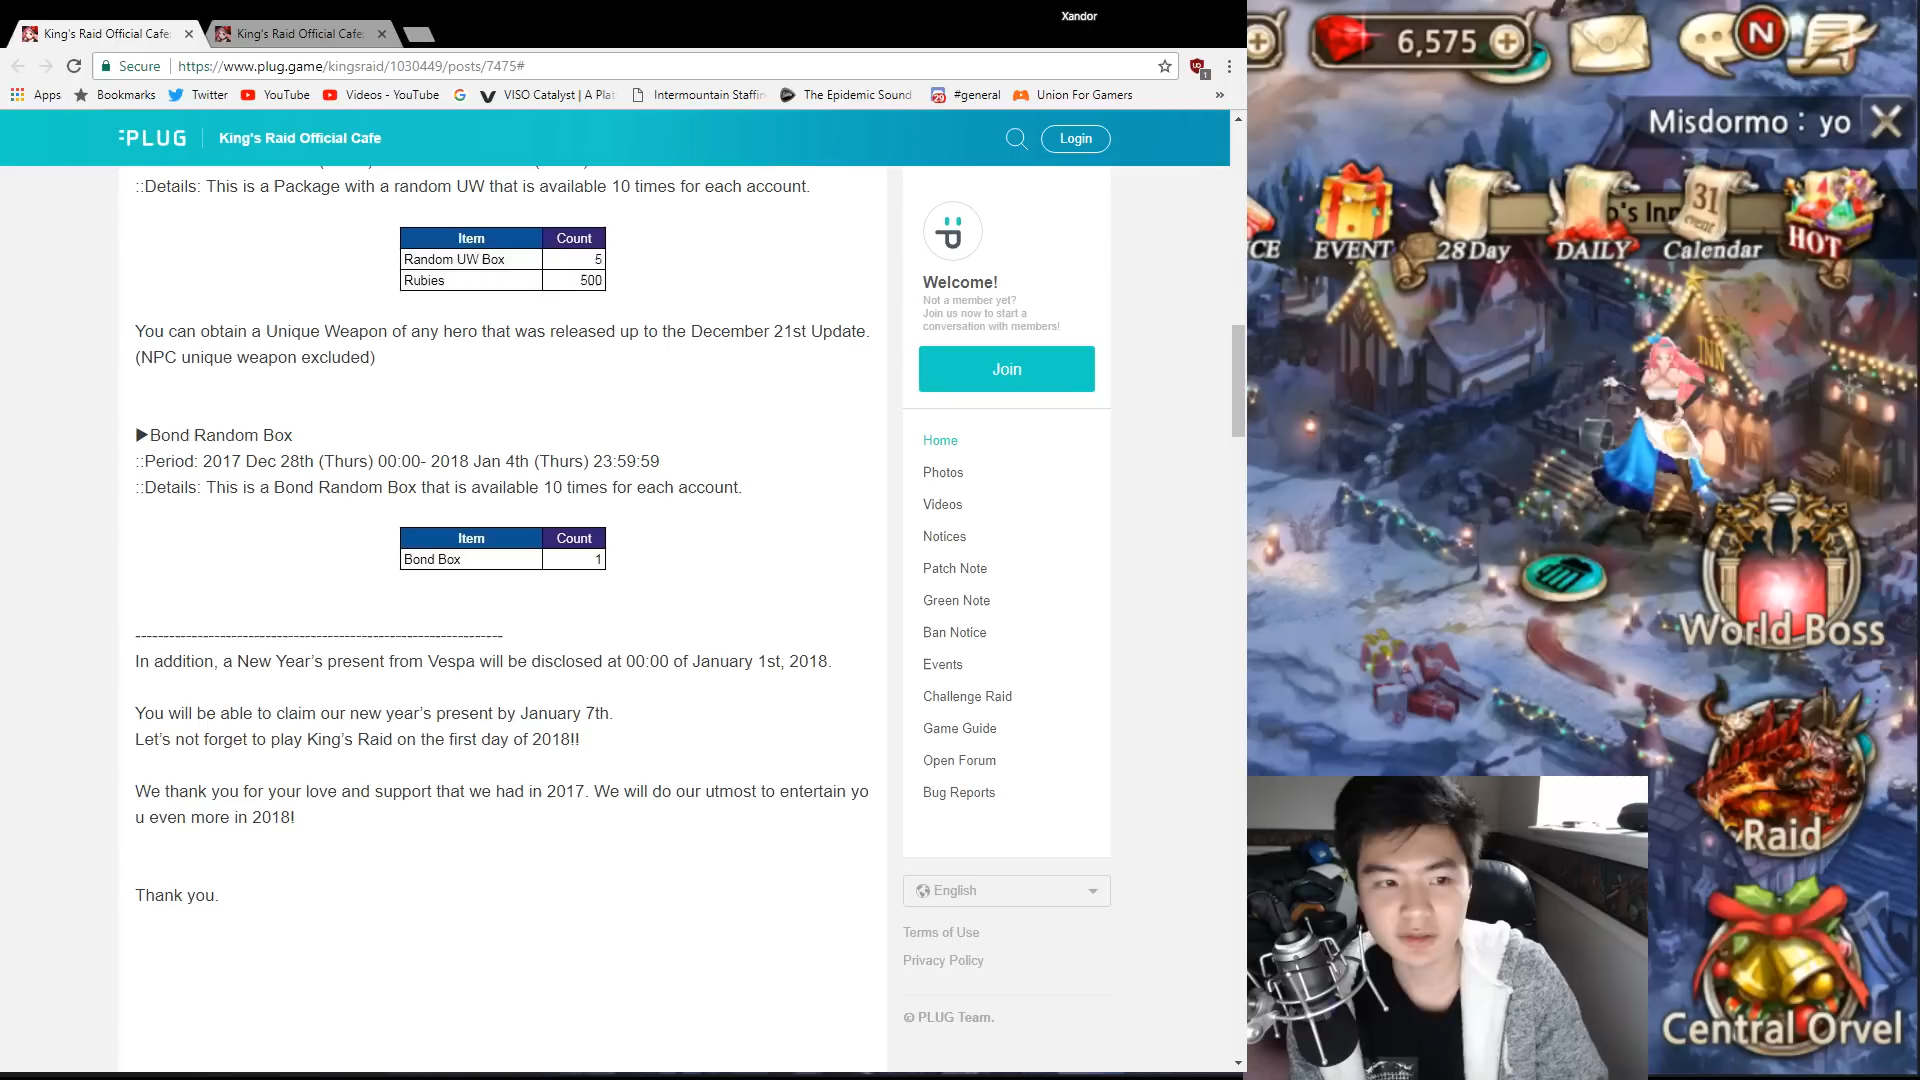 Xandor
King's Raid Official Cafe
King's Raid Official Cafe
Secure
https://www.plug.game/kingsraid/1030449/posts/7475#
Apps
Bookmarks
Twitter
YouTube
Videos - YouTube
VISO Catalyst | A Pla
Intermountain Staffin
The Epidemic Sound
#general
Union For Gamers
PLUG
King's Raid Official Cafe
Login
::Details: This is a Package with a random UW that is available 10 times for each account.
Item Count
Random UW Box 5
Rubies 500
You can obtain a Unique Weapon of any hero that was released up to the December 21st Update.
(NPC unique weapon excluded)
▶Bond Random Box
::Period: 2017 Dec 28th (Thurs) 00:00- 2018 Jan 4th (Thurs) 23:59:59
::Details: This is a Bond Random Box that is available 10 times for each account.
Item Count
Bond Box 1
------------------------------------------------------------------
In addition, a New Year’s present from Vespa will be disclosed at 00:00 of January 1st, 2018.
You will be able to claim our new year’s present by January 7th.
Let’s not forget to play King’s Raid on the first day of 2018!!
We thank you for your love and support that we had in 2017. We will do our utmost to entertain yo
u even more in 2018!
Thank you.
Welcome!
Not a member yet?
Join us now to start a
conversation with members!
Join
Home
Photos
Videos
Notices
Patch Note
Green Note
Ban Notice
Events
Challenge Raid
Game Guide
Open Forum
Bug Reports
English
Terms of Use
Privacy Policy
© PLUG Team.
6,575
N
Misdormo : yo
EVENT
28Day
DAILY
31
event
Calendar
HOT
o's Inn
INN
World Boss
Raid
Central Orvel